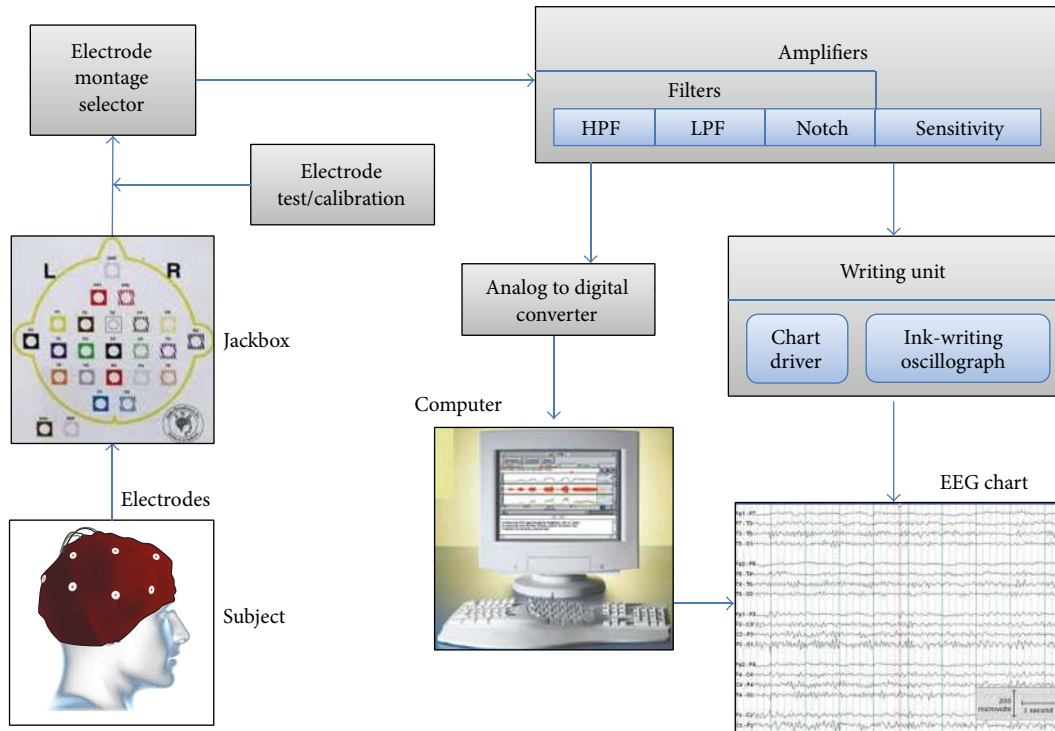 Electrode
montage
selector
Amplifiers
Filters
HPF
LPF
Notch
Sensitivity
Electrode
test/calibration
L
R
Jackbox
Analog to digital
converter
Writing unit
Chart
driver
Ink-writing
oscillograph
Computer
Electrodes
EEG chart
Subject
200
microvolts
1 second